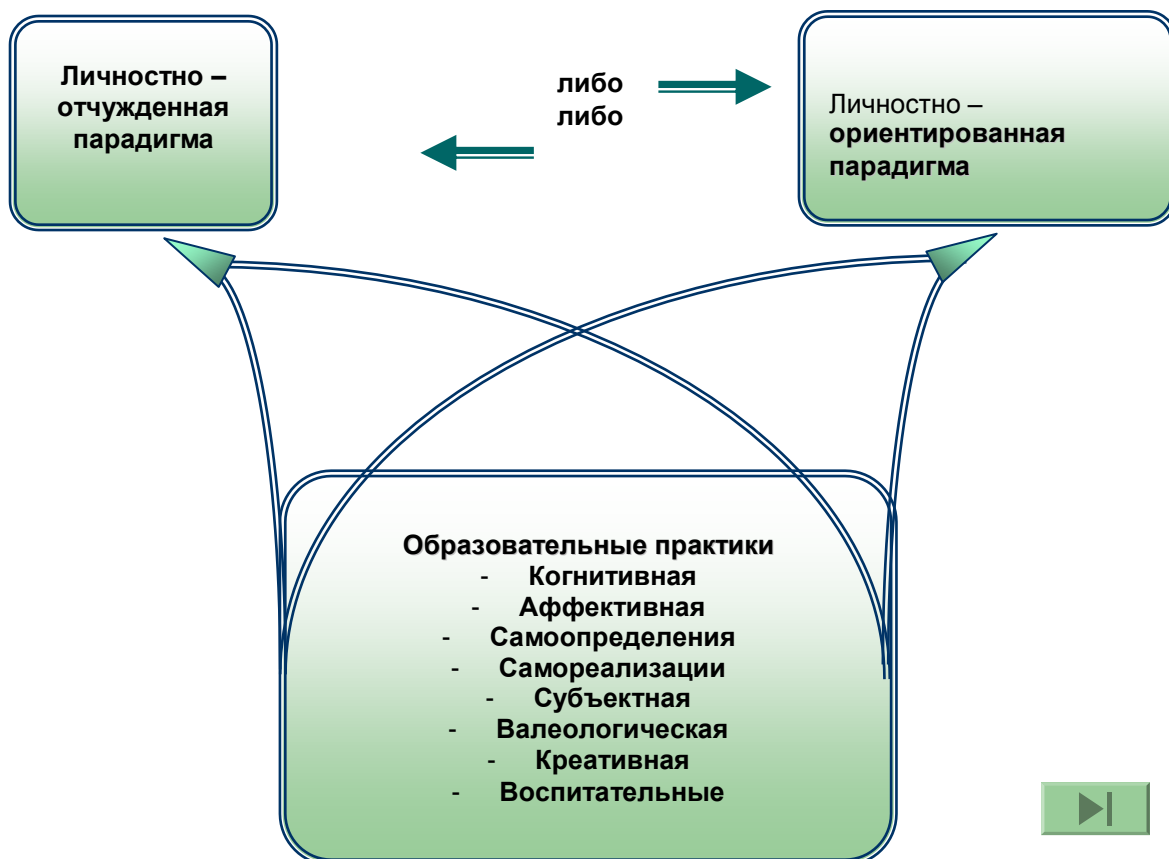 Личностно –
отчужденная
парадигма
либо
либо
Личностно –
ориентированная
парадигма
Образовательные практики
- Когнитивная
- Аффективная
- Самоопределения
- Самореализации
- Субъектная
- Валеологическая
- Креативная
- Воспитательные